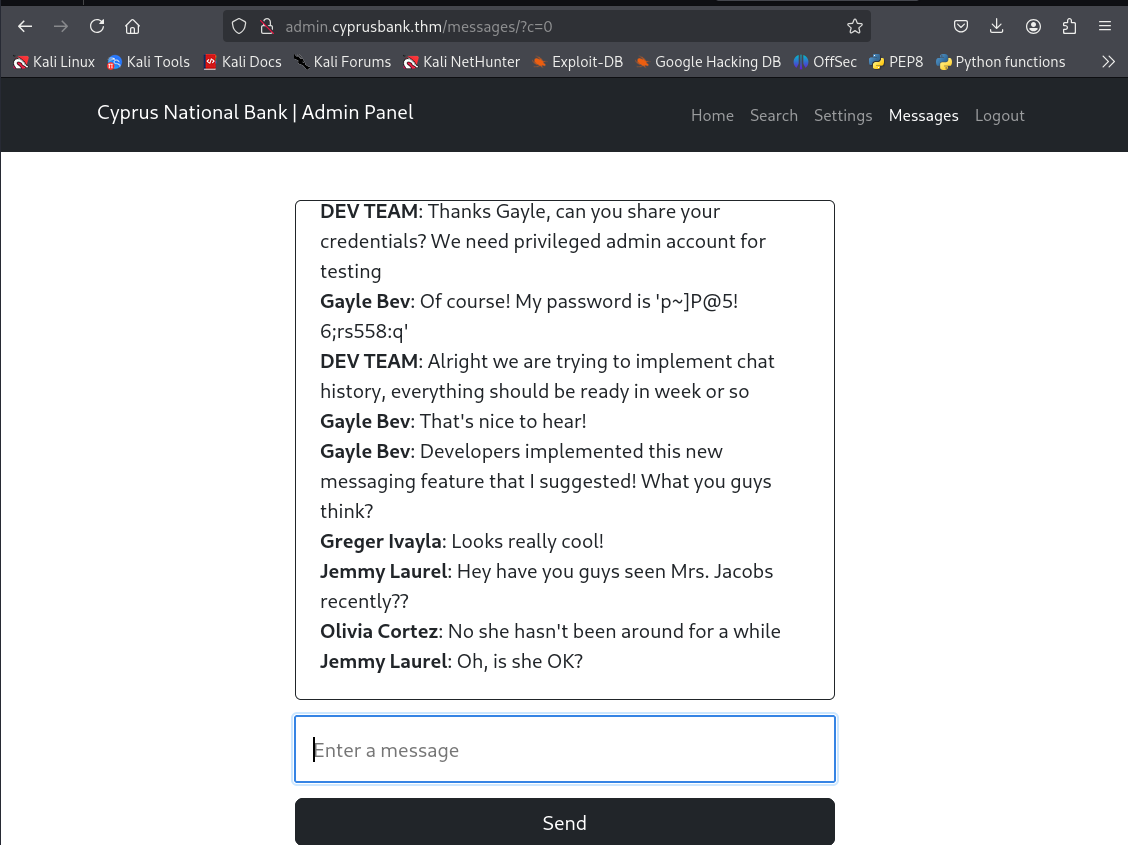 admin.cyprusbank.thm/messages/?c=0
Kali Linux Kali Tools Kali Docs Kali Forums Kali NetHunter Exploit-DB Google Hacking DB OffSec PEP8 Python functions
Cyprus National Bank | Admin Panel
Home Search Settings Messages Logout
DEV TEAM: Thanks Gayle, can you share your
credentials? We need privileged admin account for
testing
Gayle Bev: Of course! My password is 'p~]P@5!
6;rs558:q'
DEV TEAM: Alright we are trying to implement chat
history, everything should be ready in week or so
Gayle Bev: That's nice to hear!
Gayle Bev: Developers implemented this new
messaging feature that I suggested! What you guys
think?
Greger Ivayla: Looks really cool!
Jemmy Laurel: Hey have you guys seen Mrs. Jacobs
recently??
Olivia Cortez: No she hasn't been around for a while
Jemmy Laurel: Oh, is she OK?
Enter a message
Send